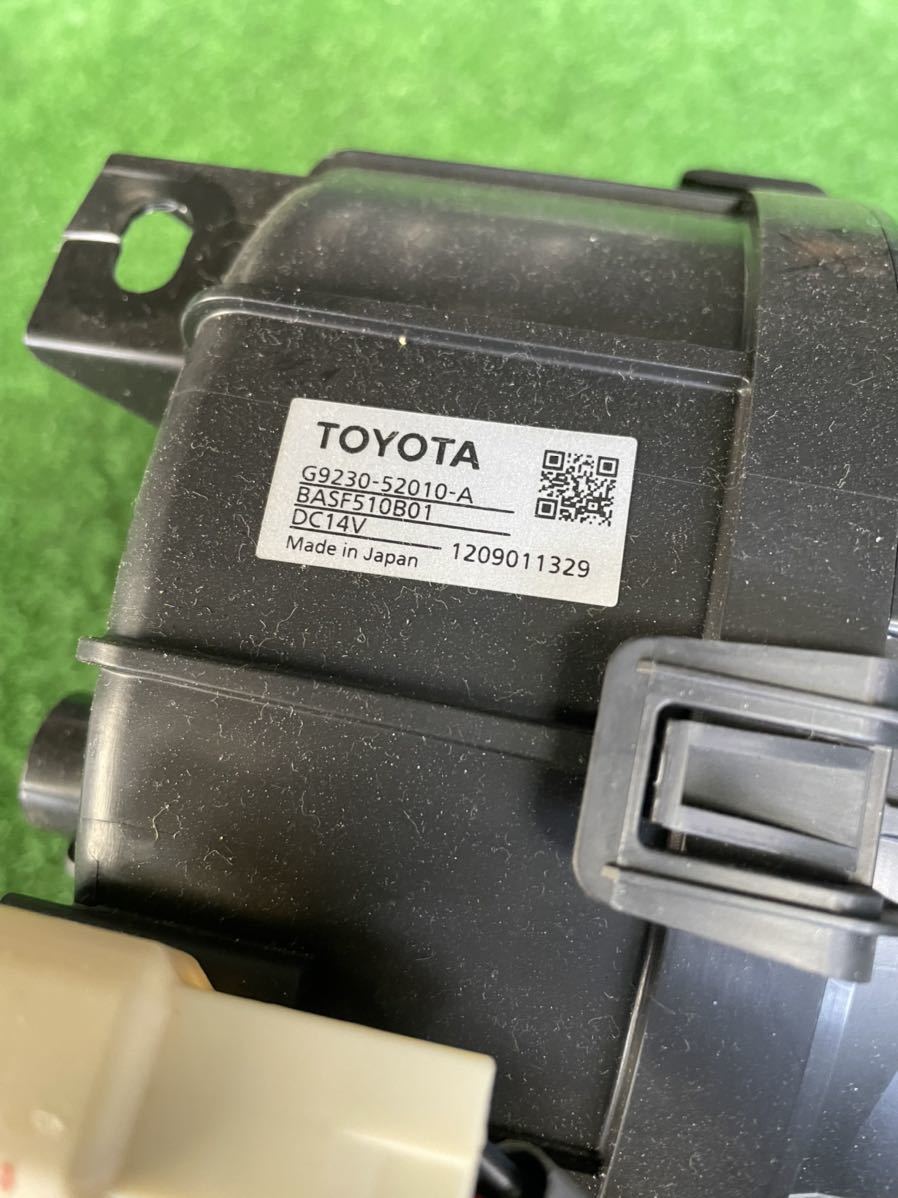 TOYOTA
G9230-52010-A
BASF510B01
DC14V
Made in Japan 1209011329